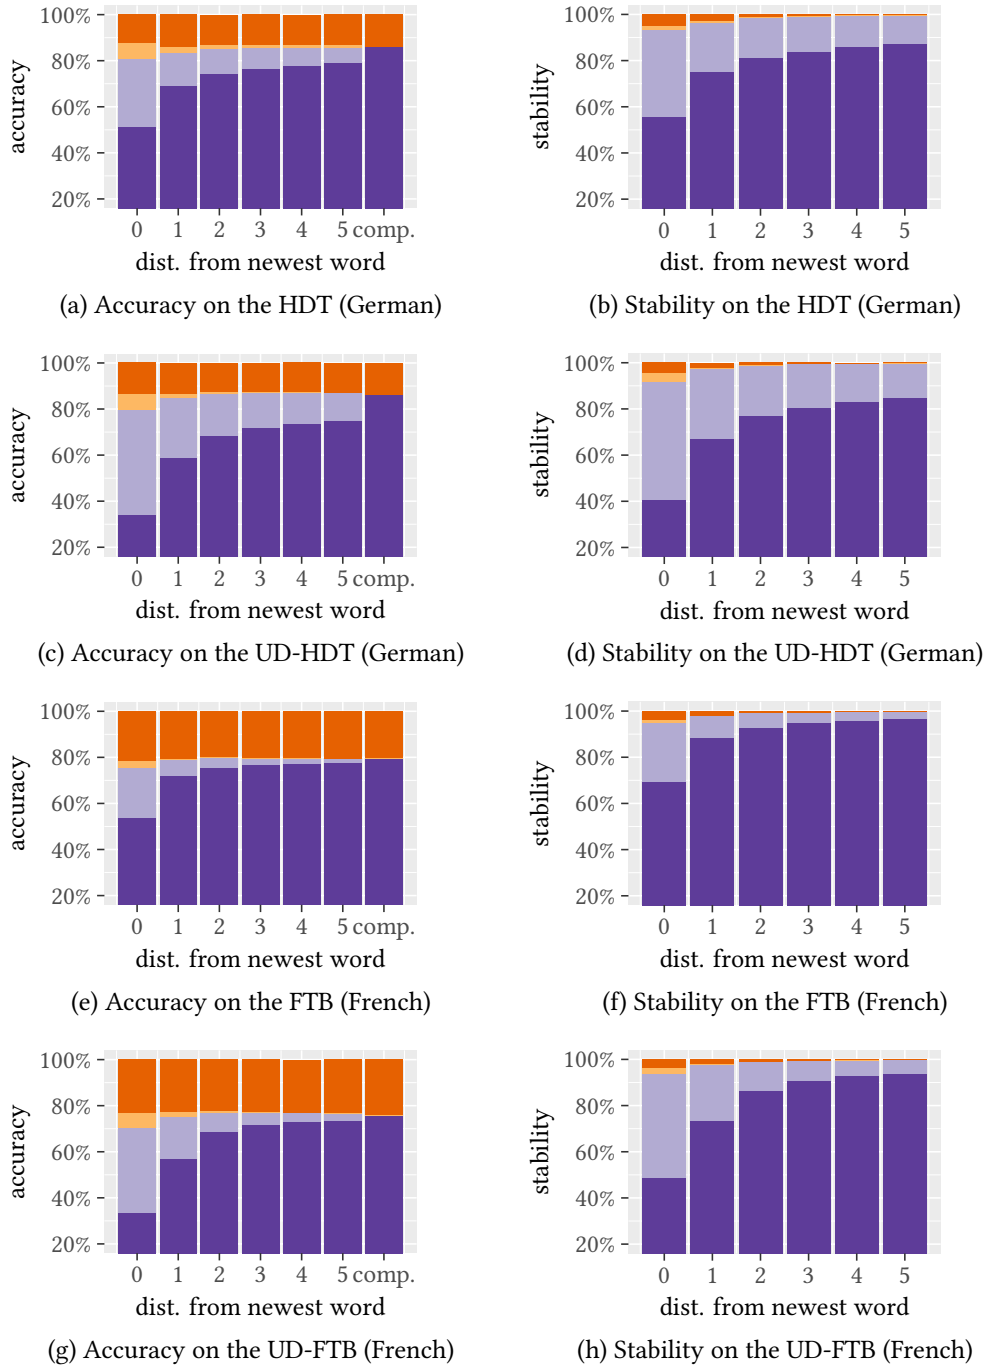 100%
80%
60%
40%
20%
accuracy
0 1 2 3 4 5 comp.
dist. from newest word
(a) Accuracy on the HDT (German)
100%
80%
60%
40%
20%
stability
0 1 2 3 4 5
dist. from newest word
(b) Stability on the HDT (German)
100%
80%
60%
40%
20%
accuracy
0 1 2 3 4 5 comp.
dist. from newest word
(c) Accuracy on the UD-HDT (German)
100%
80%
60%
40%
20%
stability
0 1 2 3 4 5
dist. from newest word
(d) Stability on the UD-HDT (German)
100%
80%
60%
40%
20%
accuracy
0 1 2 3 4 5 comp.
dist. from newest word
(e) Accuracy on the FTB (French)
100%
80%
60%
40%
20%
stability
0 1 2 3 4 5
dist. from newest word
(f) Stability on the FTB (French)
100%
80%
60%
40%
20%
accuracy
0 1 2 3 4 5 comp.
dist. from newest word
(g) Accuracy on the UD-FTB (French)
100%
80%
60%
40%
20%
stability
0 1 2 3 4 5
dist. from newest word
(h) Stability on the UD-FTB (French)